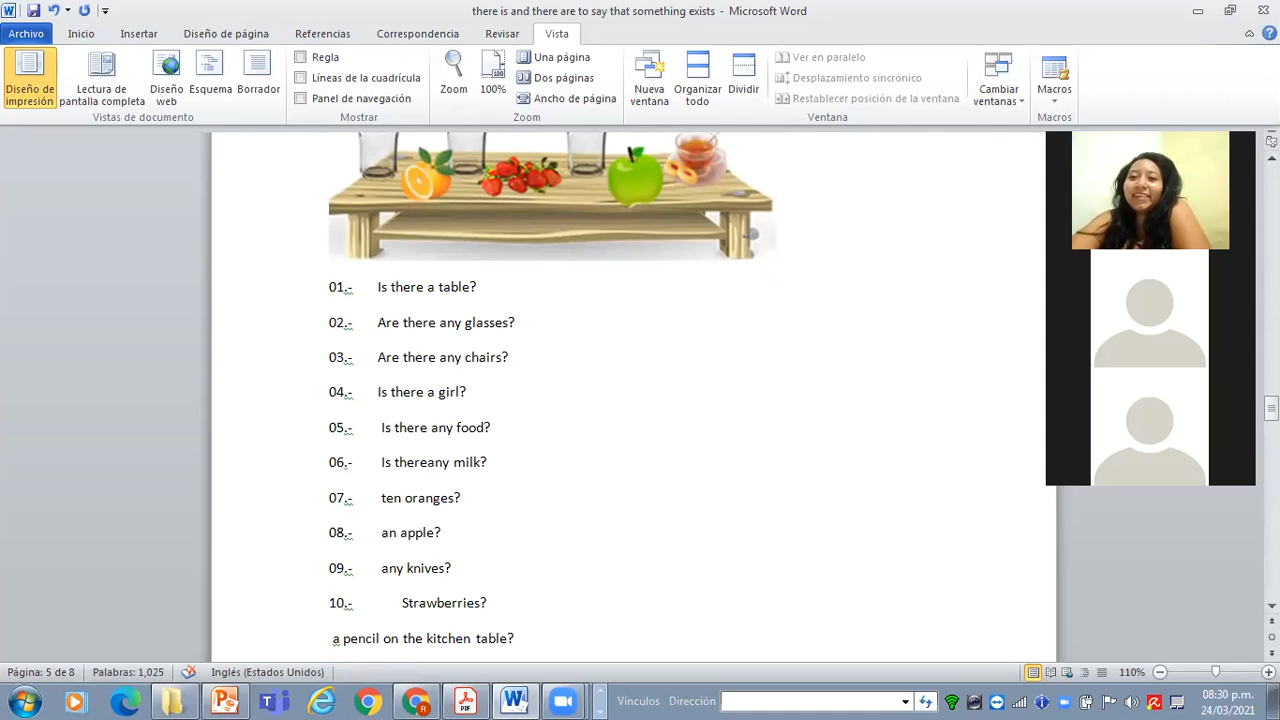 there is and there are to say that something exists - Microsoft Word
Archivo Inicio Insertar Diseño de página Referencias Correspondencia Revisar Vista
Diseño de impresión
Lectura de pantalla completa
Diseño web
Esquema
Borrador
Vistas de documento
Regla
Líneas de la cuadrícula
Panel de navegación
Mostrar
Zoom
100%
Una página
Dos páginas
Ancho de página
Zoom
Nueva ventana
Organizar todo
Dividir
Ver en paralelo
Desplazamiento sincrónico
Restablecer posición de la ventana
Ventana
Cambiar ventanas
Macros
Macros
01.- Is there a table?
02.- Are there any glasses?
03.- Are there any chairs?
04.- Is there a girl?
05.- Is there any food?
06.- Is thereany milk?
07.- ten oranges?
08.- an apple?
09.- any knives?
10.- Strawberries?
a pencil on the kitchen table?
Página: 5 de 8 Palabras: 1,025 Inglés (Estados Unidos) 110%
Vínculos Dirección
08:30 p.m.
24/03/2021